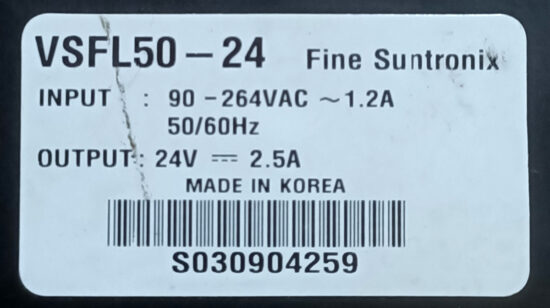 VSFL50-24 Fine Suntronix
INPUT : 90-264VAC ~1.2A
50/60Hz
OUTPUT: 24V ⎓ 2.5A
MADE IN KOREA
S030904259